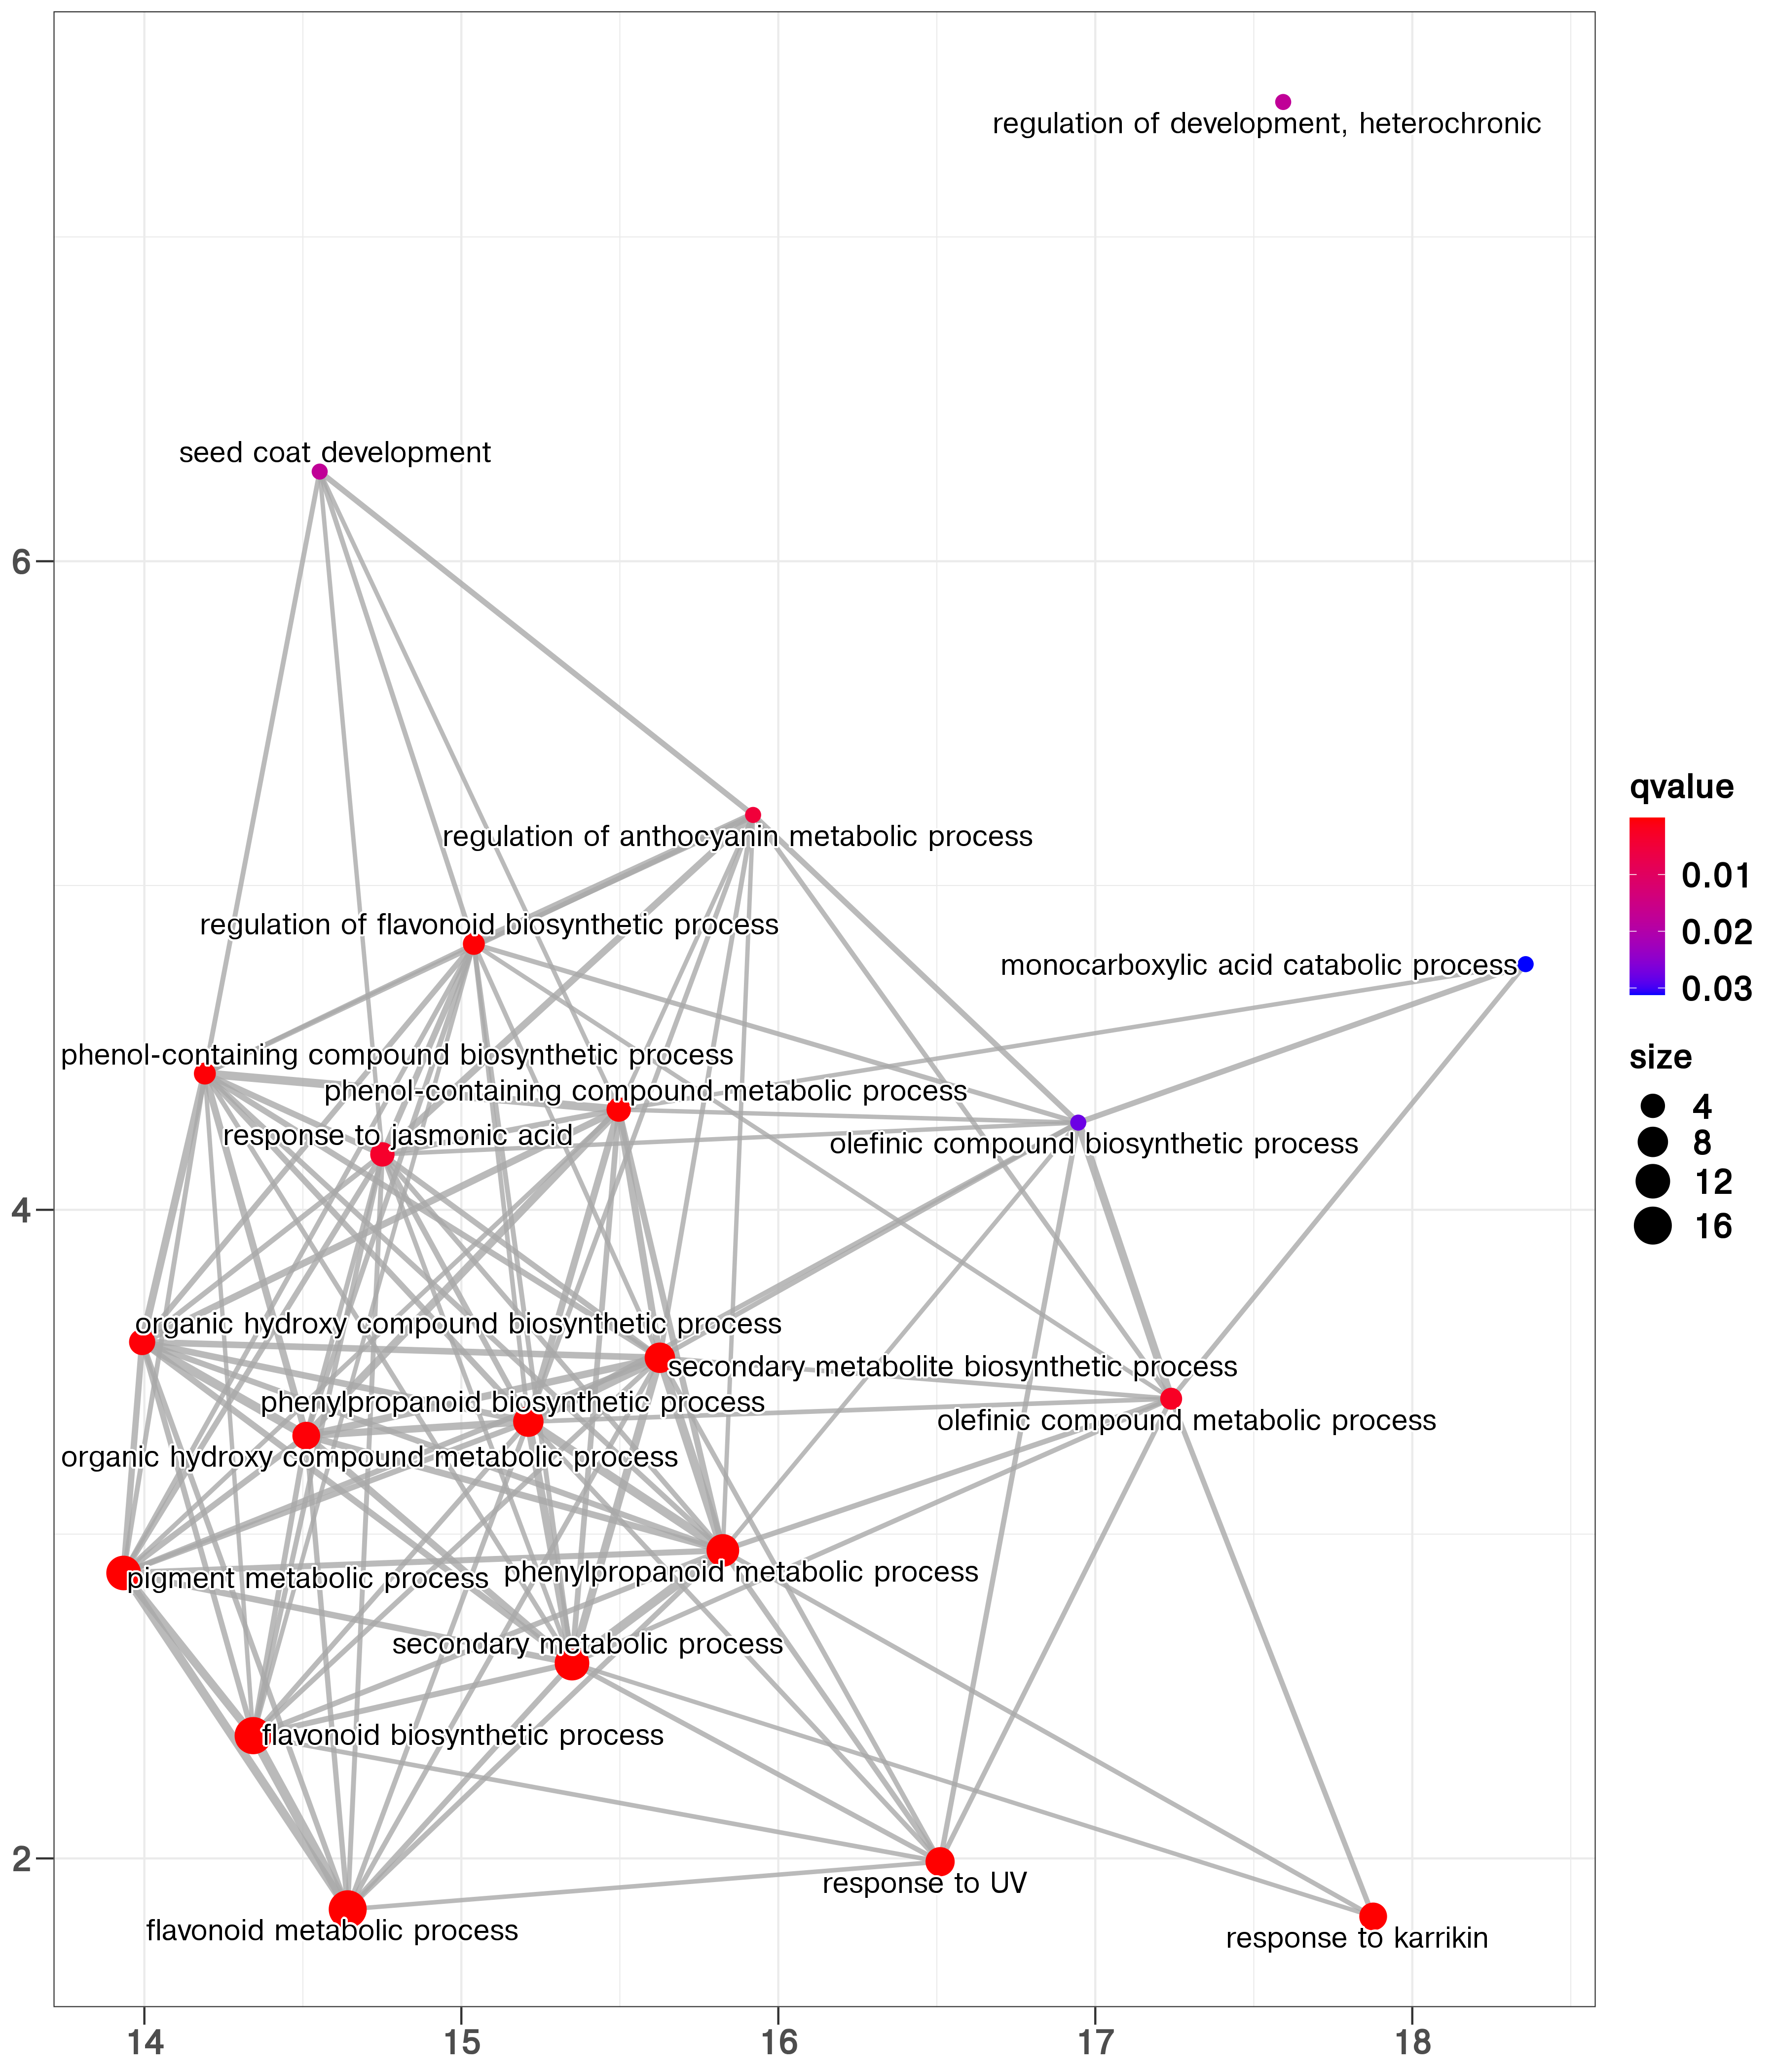 regulation of development, heterochronic
seed coat development
6
qvalue
regulation of anthocyanin metabolic process
0.01
regulation of flavonoid biosynthetic process
0.02
monocarboxylic acid catabolic process
0.03
phenol-containing compound biosynthetic process
size
phenol-containing compound metabolic process
4
response to jasmonic acid
8
olefinic compound biosynthetic process
12
4
16
organic hydroxy compound biosynthetic process
secondary metabolite biosynthetic process
phenylpropanoid biosynthetic process
olefinic compound metabolic process
organic hydroxy compound metabolic process
phenylpropanoid metabolic process
pigment metabolic process
secondary metabolic process
flavonoid biosynthetic process
2
response to UV
flavonoid metabolic process
response to karrikin
14 15 16 17 18